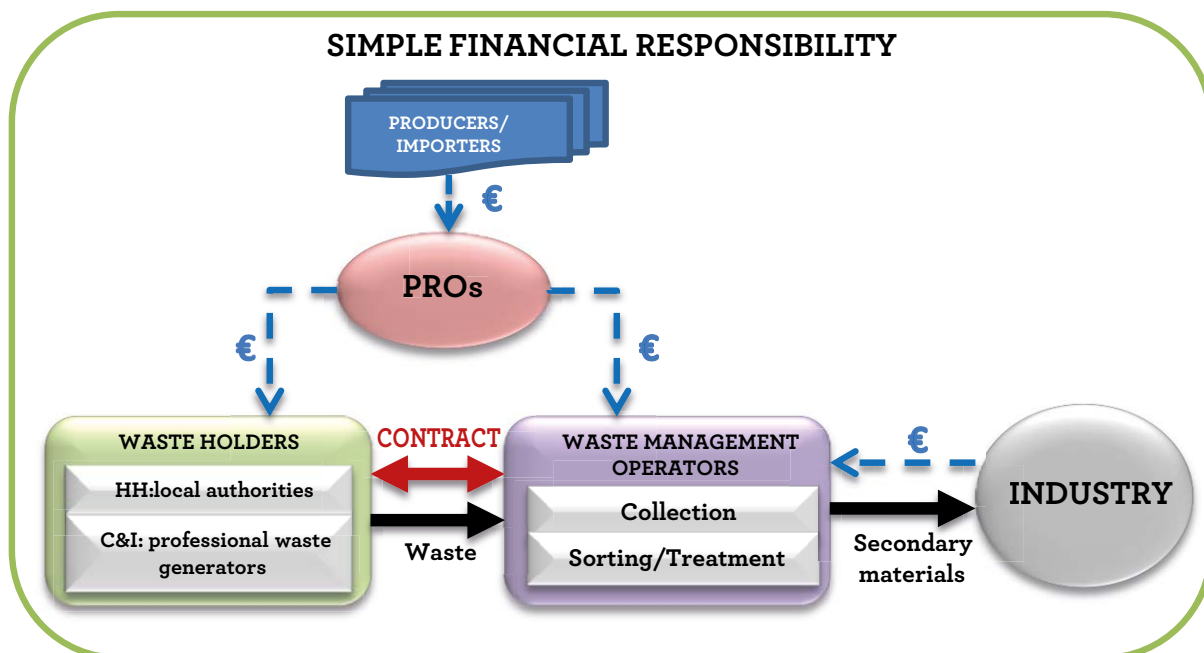 SIMPLE FINANCIAL RESPONSIBILITY
PRODUCERS/
IMPORTERS
€
PROs
€
€
WASTE HOLDERS
HH:local authorities
C&I: professional waste
generators
CONTRACT
Waste
WASTE MANAGEMENT
OPERATORS
Collection
Sorting/Treatment
€
Secondary
materials
INDUSTRY